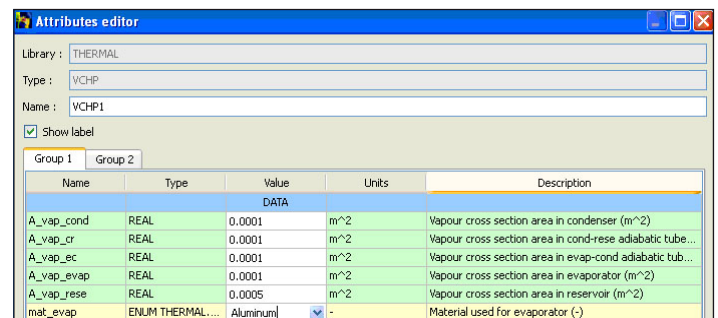 Attributes editor
Library : THERMAL
Type : VCHP
Name : VCHP1
Show label
Group 1 Group 2
Name Type Value Units Description
DATA
A_vap_cond REAL 0.0001 m^2 Vapour cross section area in condenser (m^2)
A_vap_cr REAL 0.0001 m^2 Vapour cross section area in cond-rese adiabatic tube...
A_vap_ec REAL 0.0001 m^2 Vapour cross section area in evap-cond adiabatic tub...
A_vap_evap REAL 0.0001 m^2 Vapour cross section area in evaporator (m^2)
A_vap_rese REAL 0.0005 m^2 Vapour cross section area in reservoir (m^2)
mat_evap ENUM THERMAL.... Aluminum - Material used for evaporator (-)